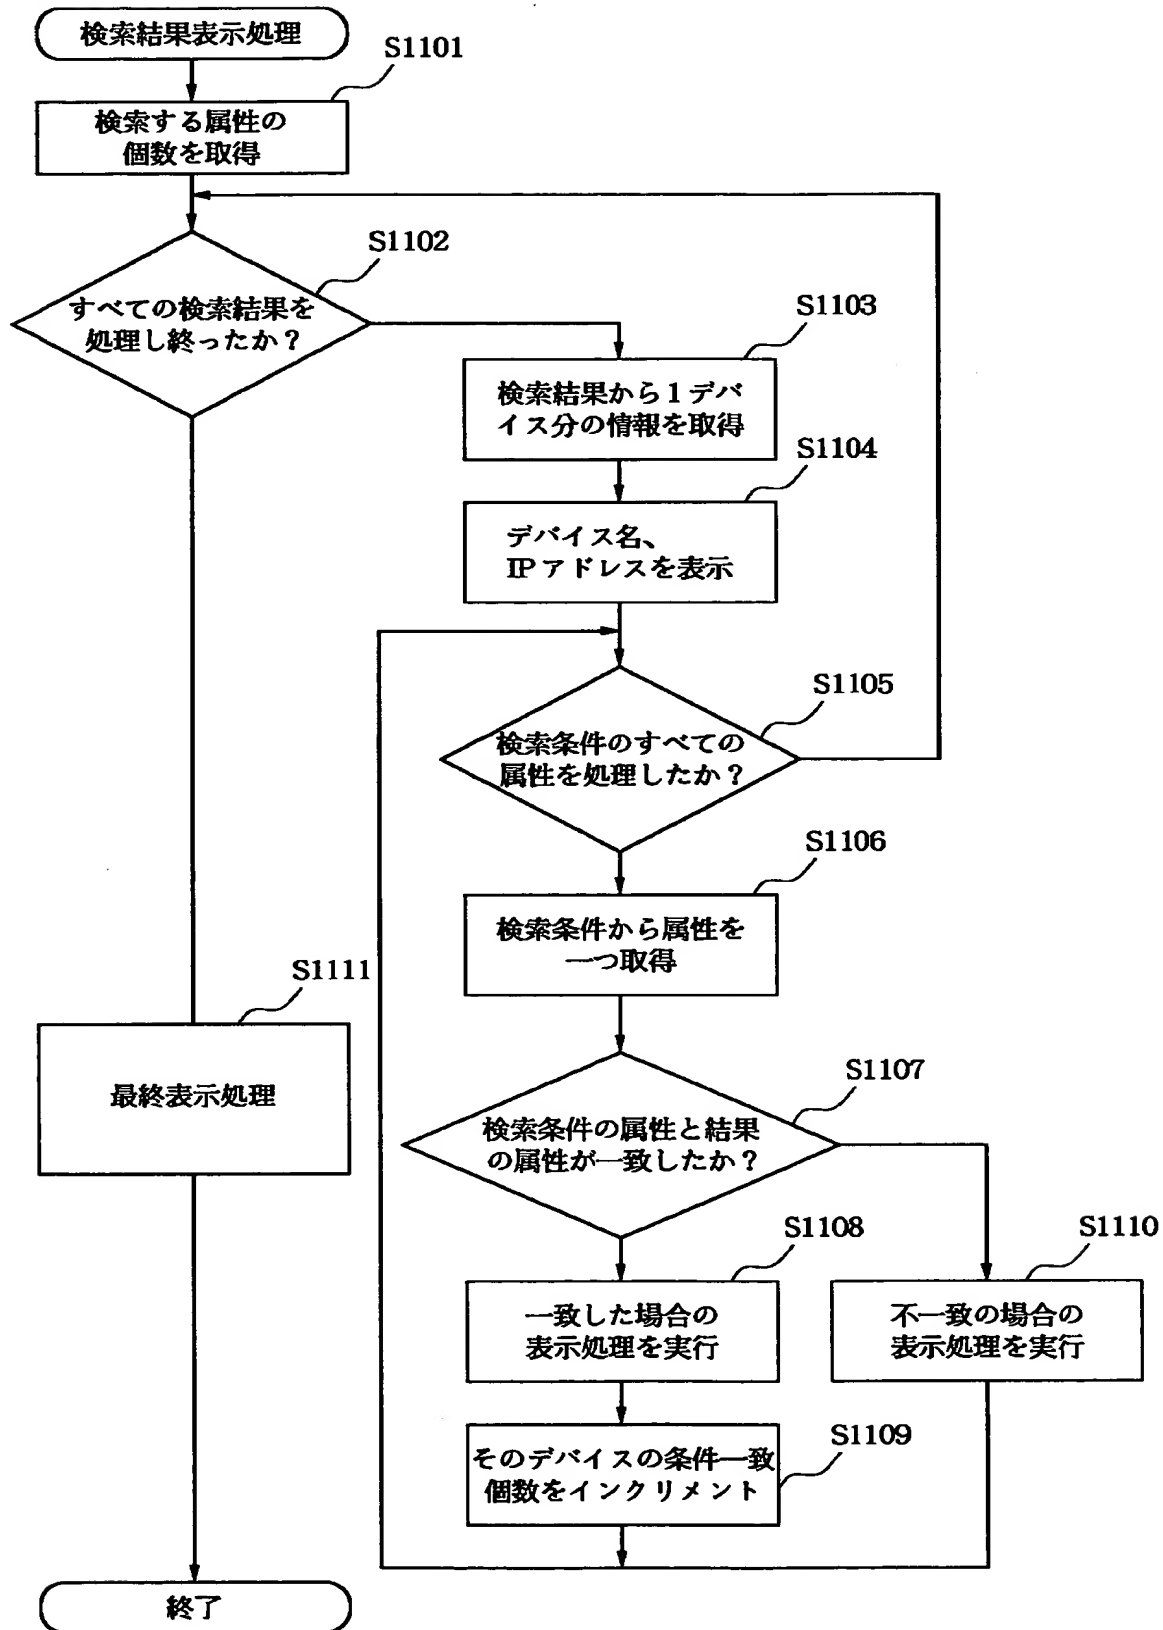 検索結果表示処理
S1101
検索する属性の
個数を取得
S1102
すべての検索結果を
処理し終ったか？
S1103
検索結果から１デバ
イス分の情報を取得
S1104
デバイス名、
IPアドレスを表示
S1105
検索条件のすべての
属性を処理したか？
S1106
検索条件から属性を
一つ取得
S1107
検索条件の属性と結果
の属性が一致したか？
S1108
一致した場合の
表示処理を実行
S1110
不一致の場合の
表示処理を実行
S1109
そのデバイスの条件一致
個数をインクリメント
S1111
最終表示処理
終了